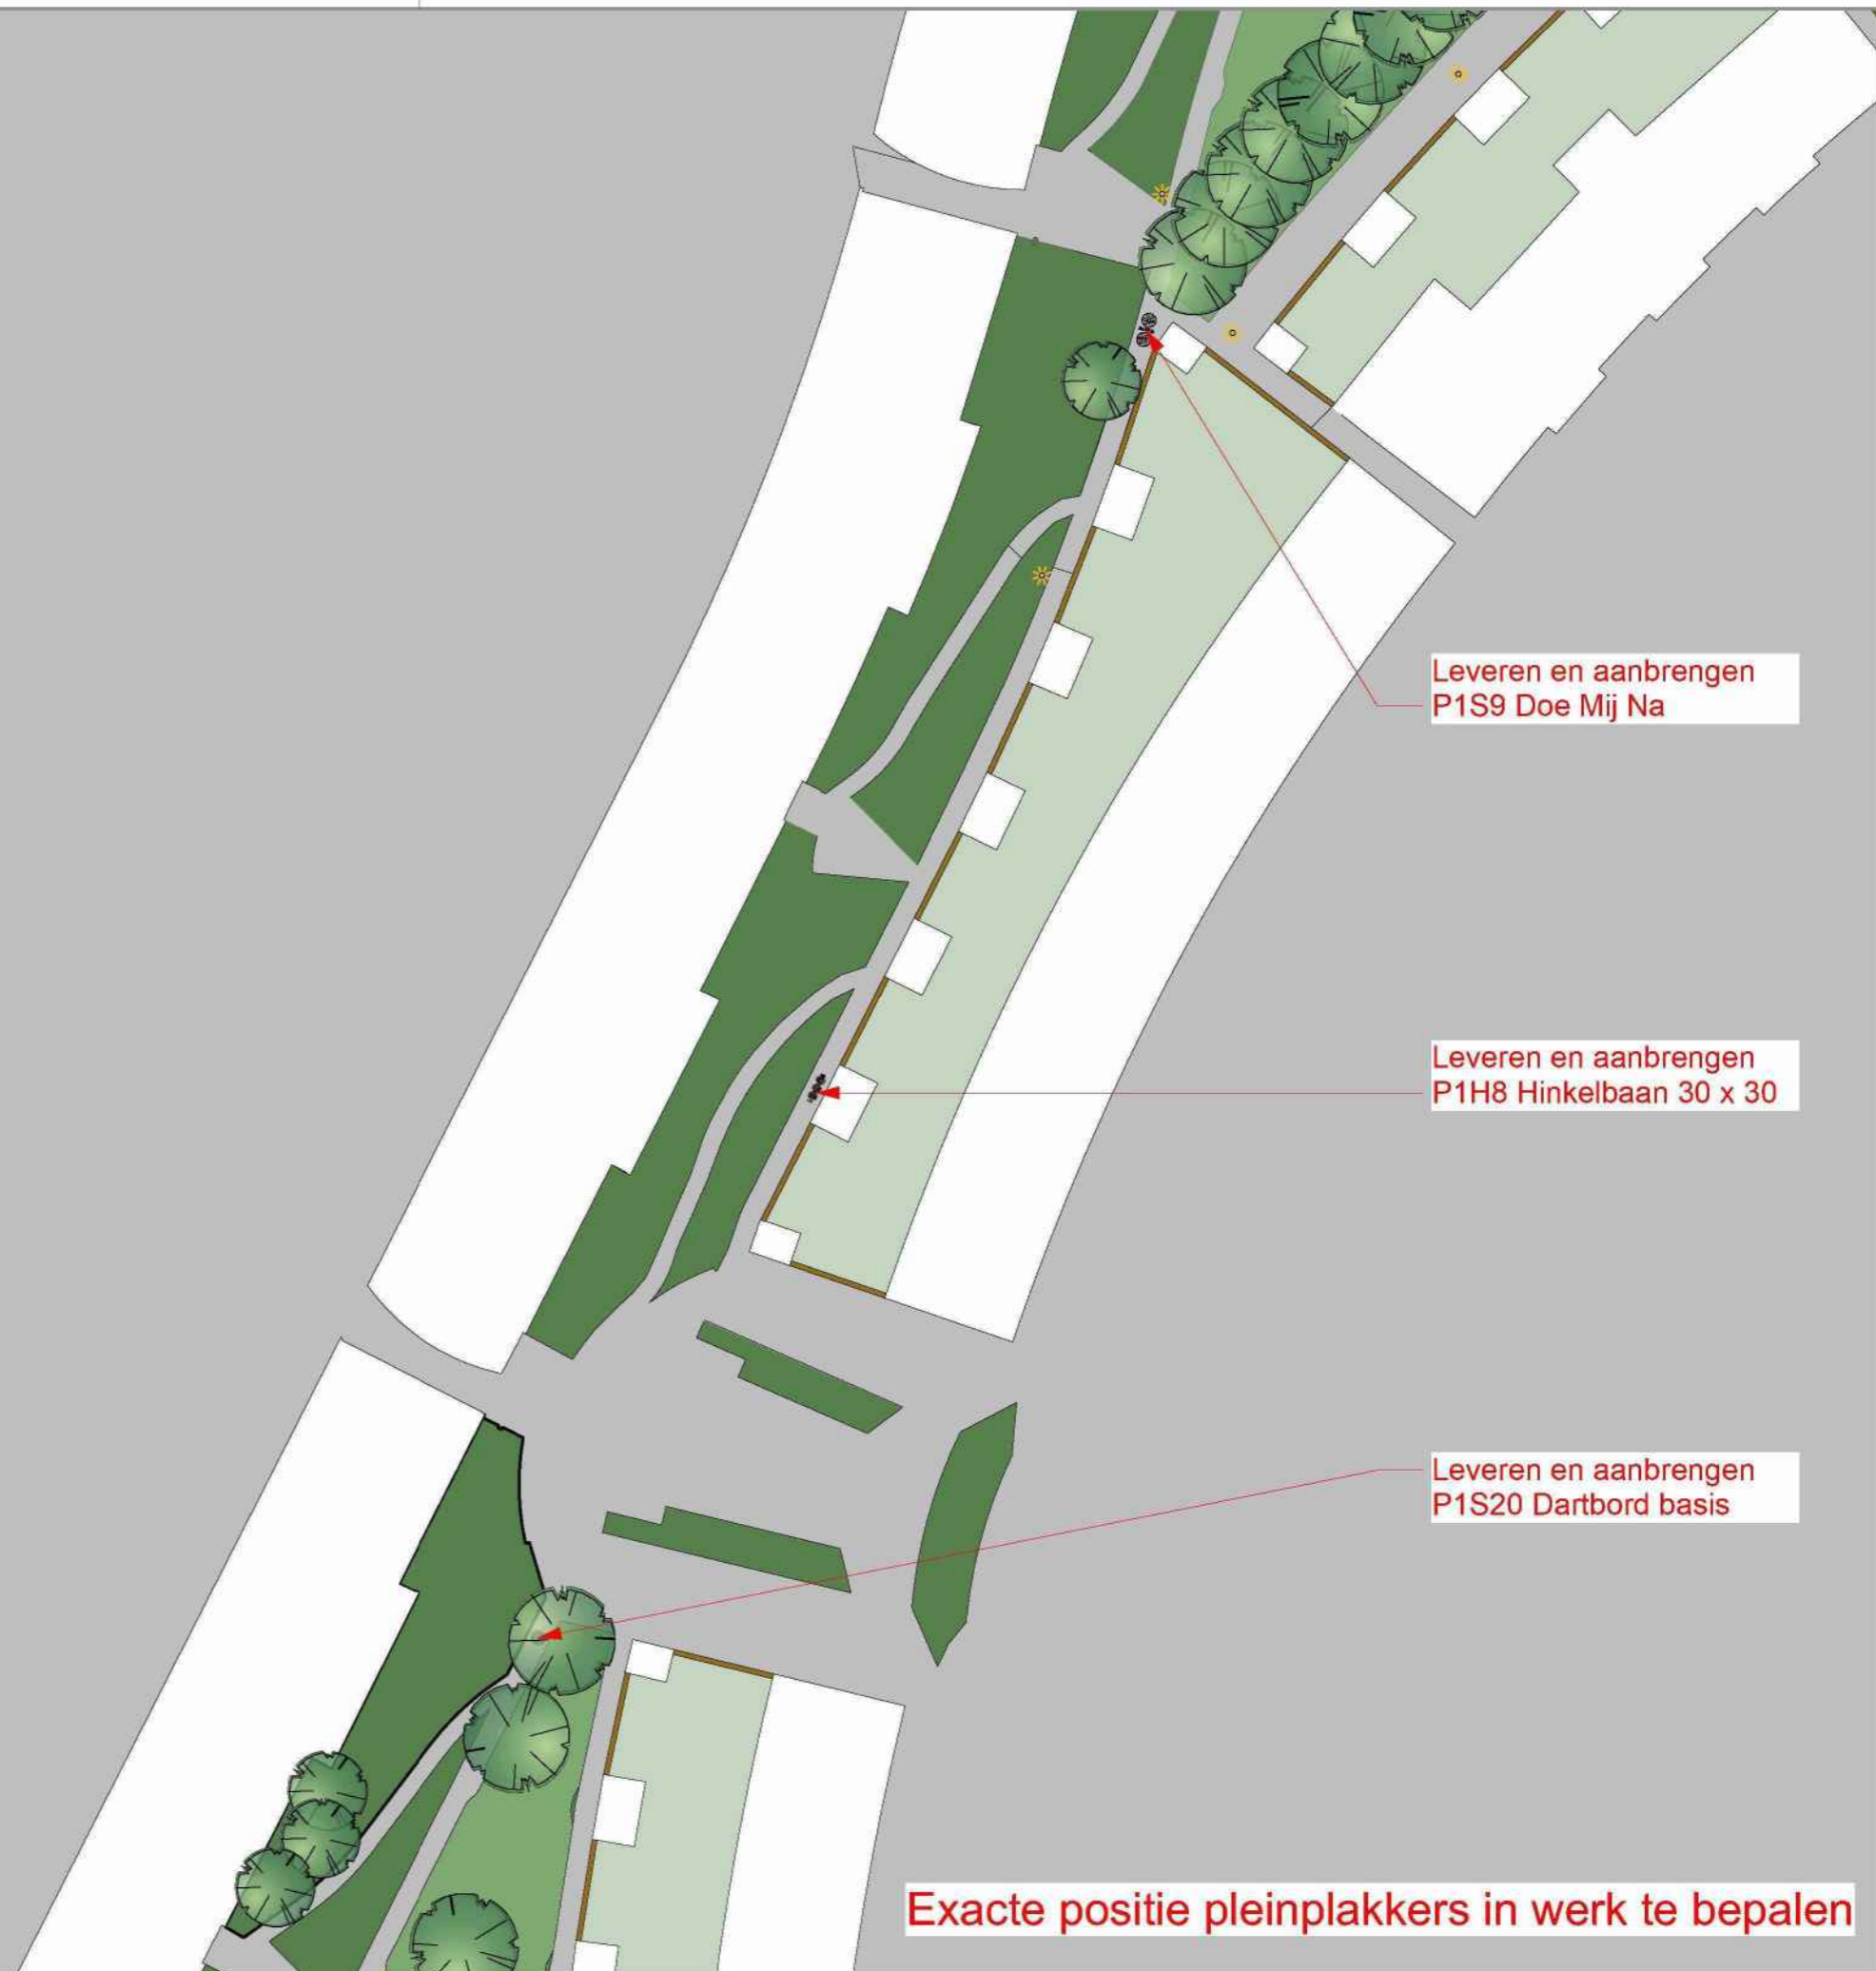 Leveren en aanbrengen
P1S9 Doe Mij Na
Leveren en aanbrengen
P1H8 Hinkelbaan 30 x 30
Leveren en aanbrengen
P1S20 Dartbord basis
Exacte positie pleinplakkers in werk te bepalen